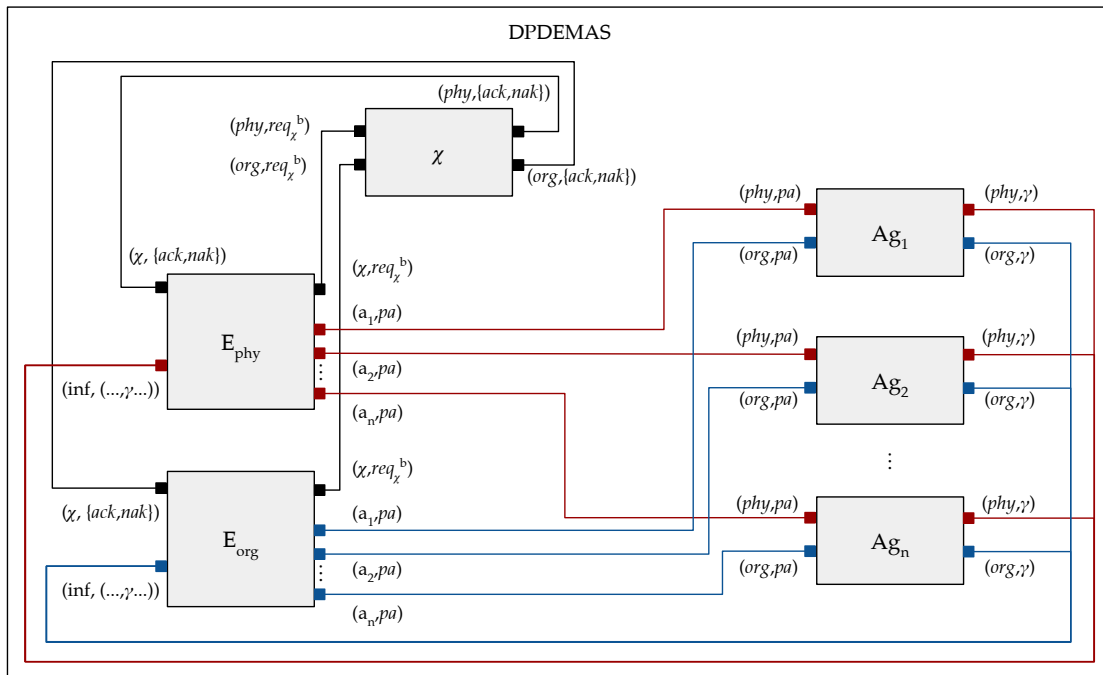 DPDEMAS
(phy,{ack,nak})
(phy,req_χ^b)
χ
(org,req_χ^b)
(org,{ack,nak})
(phy,pa)
(phy,γ)
Ag_1
(χ, {ack,nak})
(χ,req_χ^b)
(org,pa)
(org,γ)
(a_1,pa)
E_phy
(phy,pa)
(phy,γ)
(a_2,pa)
⋮
Ag_2
(inf, (...,γ...))
(org,pa)
(org,γ)
(a_n,pa)
⋮
(χ,req_χ^b)
(phy,pa)
(phy,γ)
(χ, {ack,nak})
(a_1,pa)
Ag_n
E_org
(org,pa)
(org,γ)
(a_2,pa)
⋮
(inf, (...,γ...))
(a_n,pa)